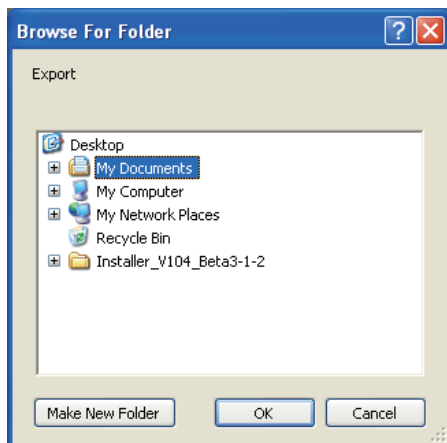 Browse For Folder
Export
Desktop
My Documents
My Computer
My Network Places
Recycle Bin
Installer_V104_Beta3-1-2
Make New Folder OK Cancel